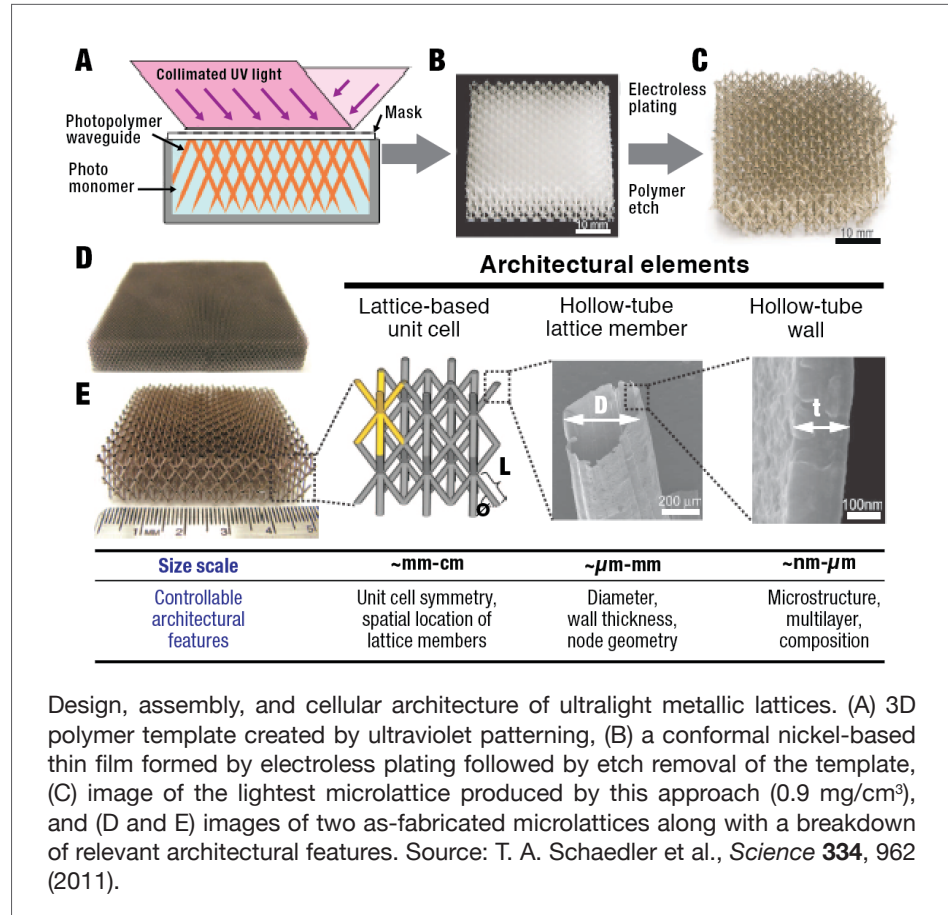 A
Collimated UV light
Mask
Photopolymer
waveguide
Photo
monomer
B
10 mm
Electroless
plating
Polymer
etch
C
10 mm
D
E
1 MM 2 3 4 5
Architectural elements
Lattice-based
unit cell
Hollow-tube
lattice member
Hollow-tube
wall
L
ø
D
200 µm
t
100nm
Size scale ~mm-cm ~µm-mm ~nm-µm
Controllable
architectural
features
Unit cell symmetry,
spatial location of
lattice members
Diameter,
wall thickness,
node geometry
Microstructure,
multilayer,
composition
Design, assembly, and cellular architecture of ultralight metallic lattices. (A) 3D
polymer template created by ultraviolet patterning, (B) a conformal nickel-based
thin film formed by electroless plating followed by etch removal of the template,
(C) image of the lightest microlattice produced by this approach (0.9 mg/cm³),
and (D and E) images of two as-fabricated microlattices along with a breakdown
of relevant architectural features. Source: T. A. Schaedler et al., Science 334, 962
(2011).